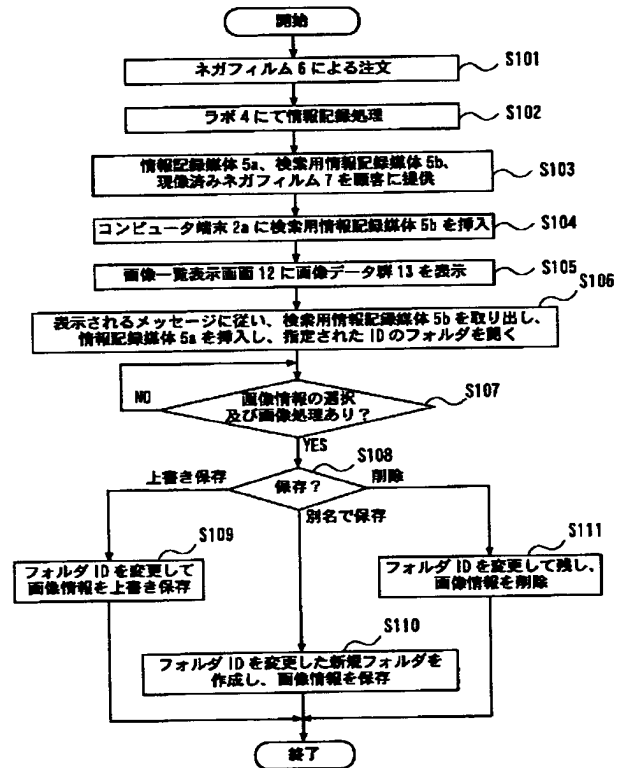 開始
ネガフィルム6による注文
S101
ラボ4にて情報記録処理
S102
情報記録媒体5a、検索用情報記録媒体5b、
現像済みネガフィルム7を顧客に提供
S103
コンピュータ端末2aに検索用情報記録媒体5bを挿入
S104
画像一覧表示画面12に画像データ群13を表示
S105
表示されるメッセージに従い、検索用情報記録媒体5bを取り出し、
情報記録媒体5aを挿入し、指定されたIDのフォルダを開く
S106
画像情報の選択
及び画像処理あり？
S107
NO
YES
保存？
S108
上書き保存
別名で保存
削除
フォルダIDを変更して
画像情報を上書き保存
S109
フォルダIDを変更して残し、
画像情報を削除
S111
フォルダIDを変更した新規フォルダを
作成し、画像情報を保存
S110
終了